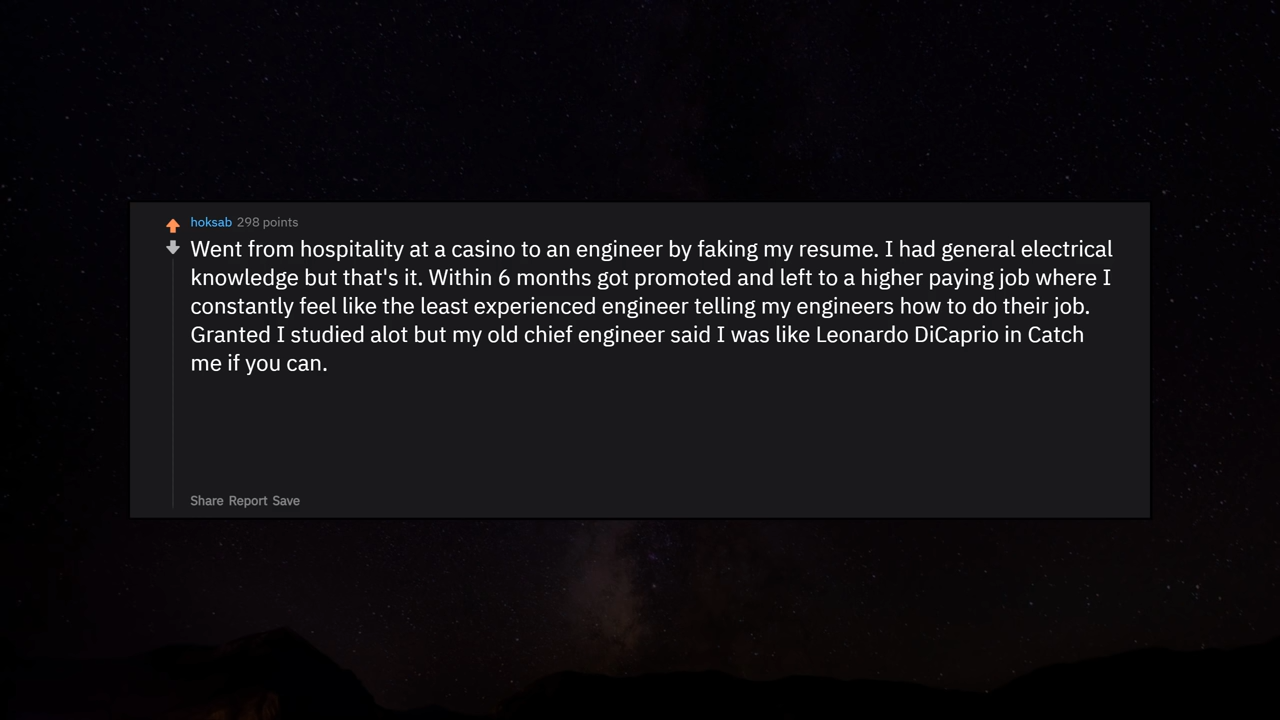 hoksab 298 points
Went from hospitality at a casino to an engineer by faking my resume. I had general electrical
knowledge but that's it. Within 6 months got promoted and left to a higher paying job where I
constantly feel like the least experienced engineer telling my engineers how to do their job.
Granted I studied alot but my old chief engineer said I was like Leonardo DiCaprio in Catch
me if you can.
Share Report Save